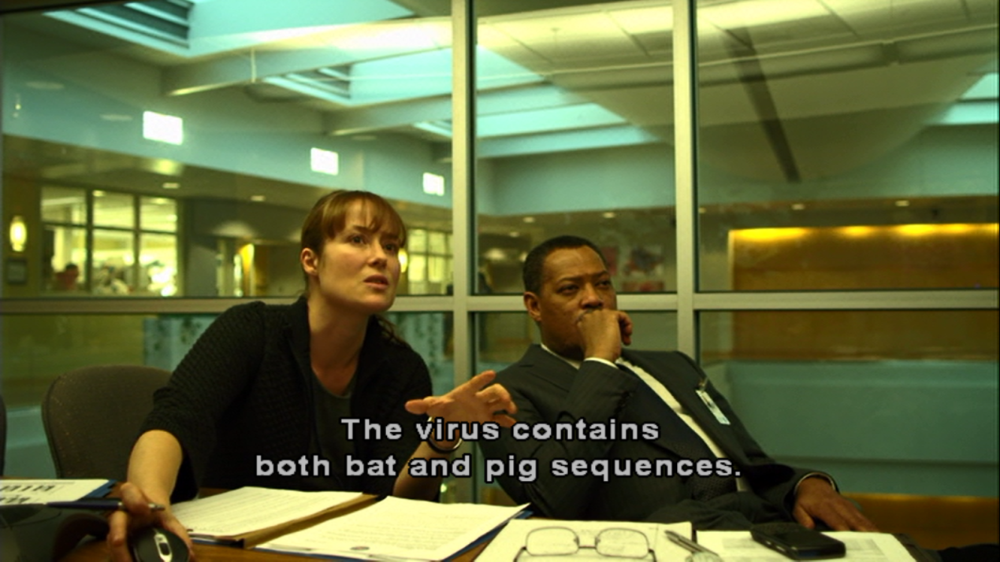 The virus contains
both bat and pig sequences.